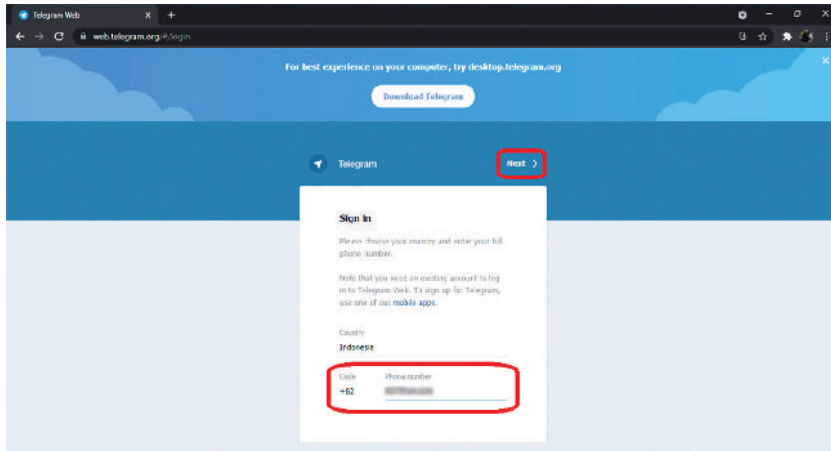 Telegram Web
web.telegram.org/#/login
For best experience on your computer, try desktop.telegram.org
Download Telegram
Telegram
Next
Sign In
Please choose your country and enter your full
phone number.
Note that you need an existing account to log
in to Telegram Web. To sign up for Telegram,
use one of our mobile apps.
Country
Indonesia
Code Phone number
+62